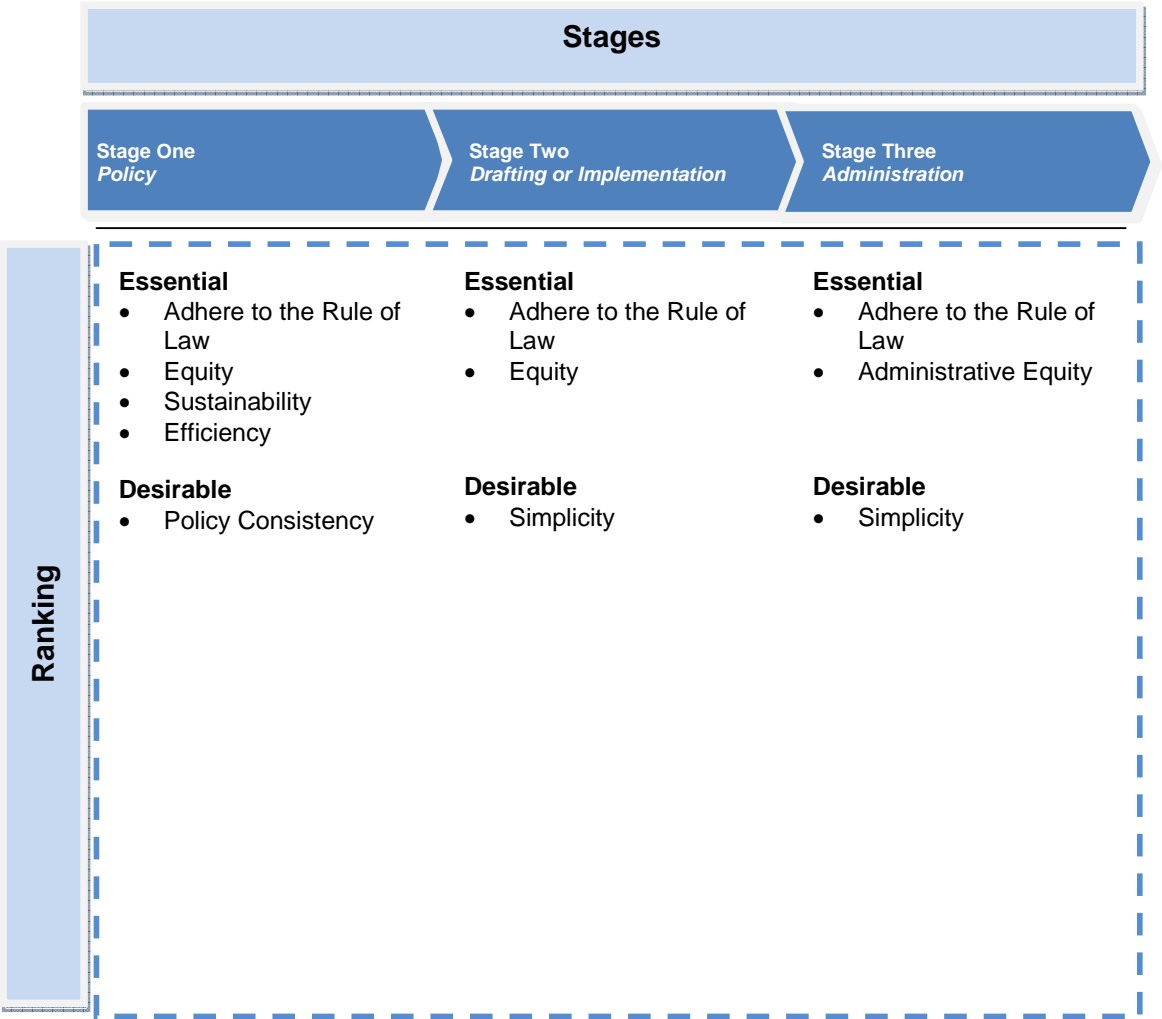 Stages
Stage One
Policy
Stage Two
Drafting or Implementation
Stage Three
Administration
Ranking
Essential
• Adhere to the Rule of
Law
• Equity
• Sustainability
• Efficiency
Desirable
• Policy Consistency
Essential
• Adhere to the Rule of
Law
• Equity
Desirable
• Simplicity
Essential
• Adhere to the Rule of
Law
• Administrative Equity
Desirable
• Simplicity